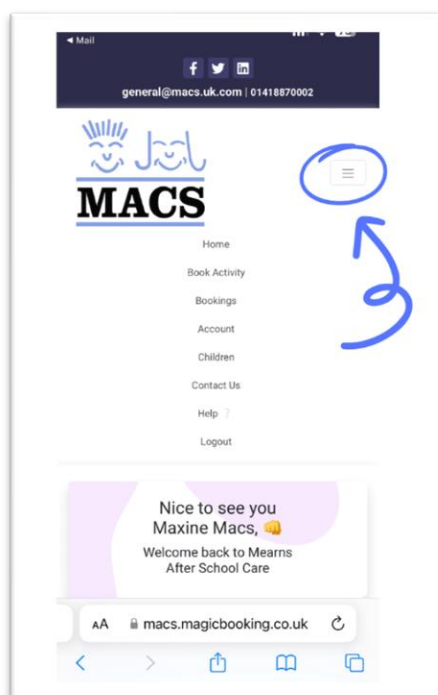 ◀ Mail
general@macs.uk.com | 01418870002
MACS
Home
Book Activity
Bookings
Account
Children
Contact Us
Help ?
Logout
Nice to see you
Maxine Macs, 👊
Welcome back to Mearns
After School Care
AA macs.magicbooking.co.uk